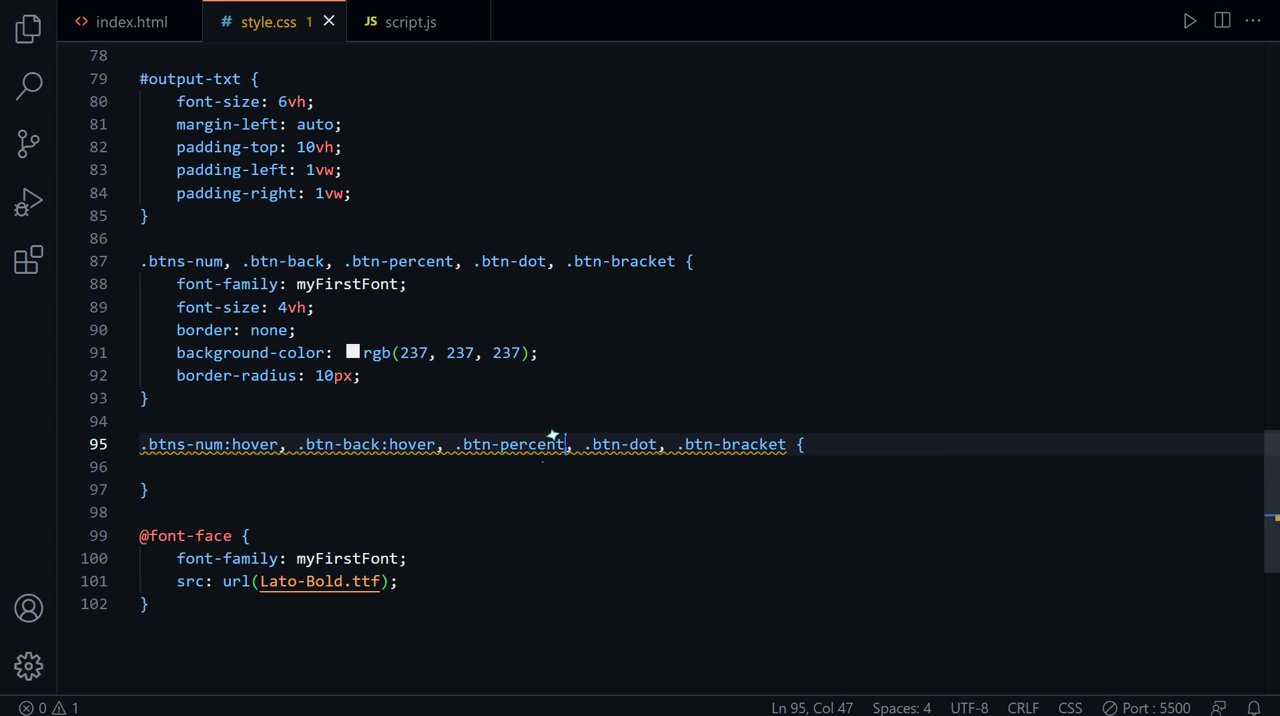 <> index.html # style.css 1 × JS script.js
78
79 #output-txt {
80     font-size: 6vh;
81     margin-left: auto;
82     padding-top: 10vh;
83     padding-left: 1vw;
84     padding-right: 1vw;
85 }
86
87 .btns-num, .btn-back, .btn-percent, .btn-dot, .btn-bracket {
88     font-family: myFirstFont;
89     font-size: 4vh;
90     border: none;
91     background-color: rgb(237, 237, 237);
92     border-radius: 10px;
93 }
94
95 .btns-num:hover, .btn-back:hover, .btn-percent, .btn-dot, .btn-bracket {
96
97 }
98
99 @font-face {
100     font-family: myFirstFont;
101     src: url(Lato-Bold.ttf);
102 }
0 1 Ln 95, Col 47 Spaces: 4 UTF-8 CRLF CSS Port : 5500